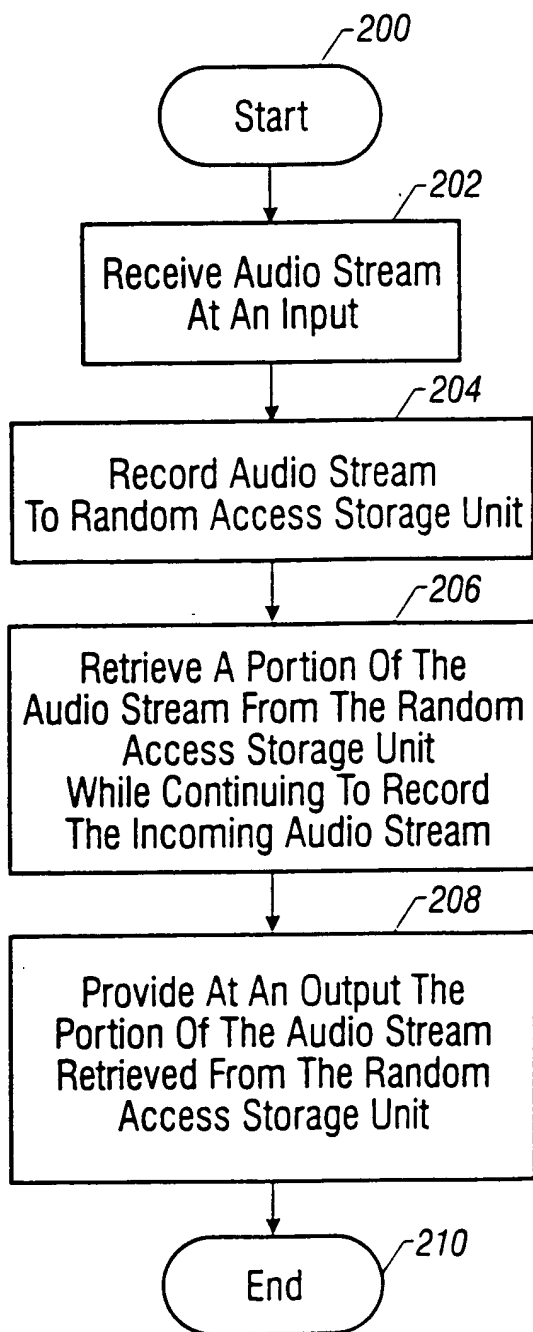 200
Start
202
Receive Audio Stream
At An Input
204
Record Audio Stream
To Random Access Storage Unit
206
Retrieve A Portion Of The
Audio Stream From The Random
Access Storage Unit
While Continuing To Record
The Incoming Audio Stream
208
Provide At An Output The
Portion Of The Audio Stream
Retrieved From The Random
Access Storage Unit
210
End